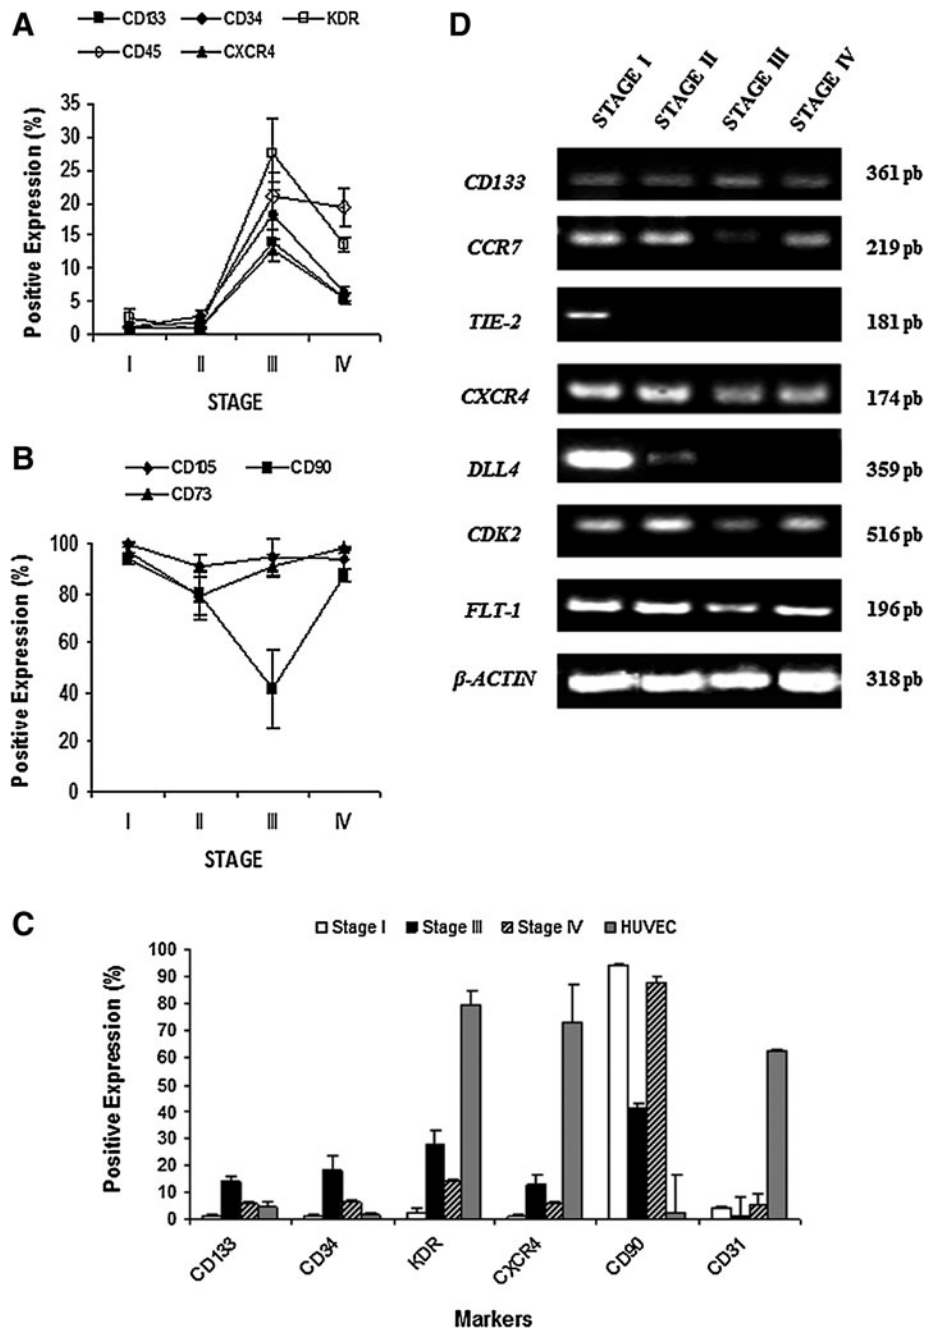 A
CD133 CD34 KDR
CD45 CXCR4
Positive Expression (%)
35
30
25
20
15
10
5
0
I II III IV
STAGE
B
CD105 CD90
CD73
Positive Expression (%)
100
80
60
40
20
0
I II III IV
STAGE
C
Stage I Stage III Stage IV HUVEC
Positive Expression (%)
100
90
80
70
60
50
40
30
20
10
0
CD133 CD34 KDR CXCR4 CD90 CD31
Markers
D
STAGE I STAGE II STAGE III STAGE IV
CD133 361 pb
CCR7 219 pb
TIE-2 181 pb
CXCR4 174 pb
DLL4 359 pb
CDK2 516 pb
FLT-1 196 pb
β-ACTIN 318 pb